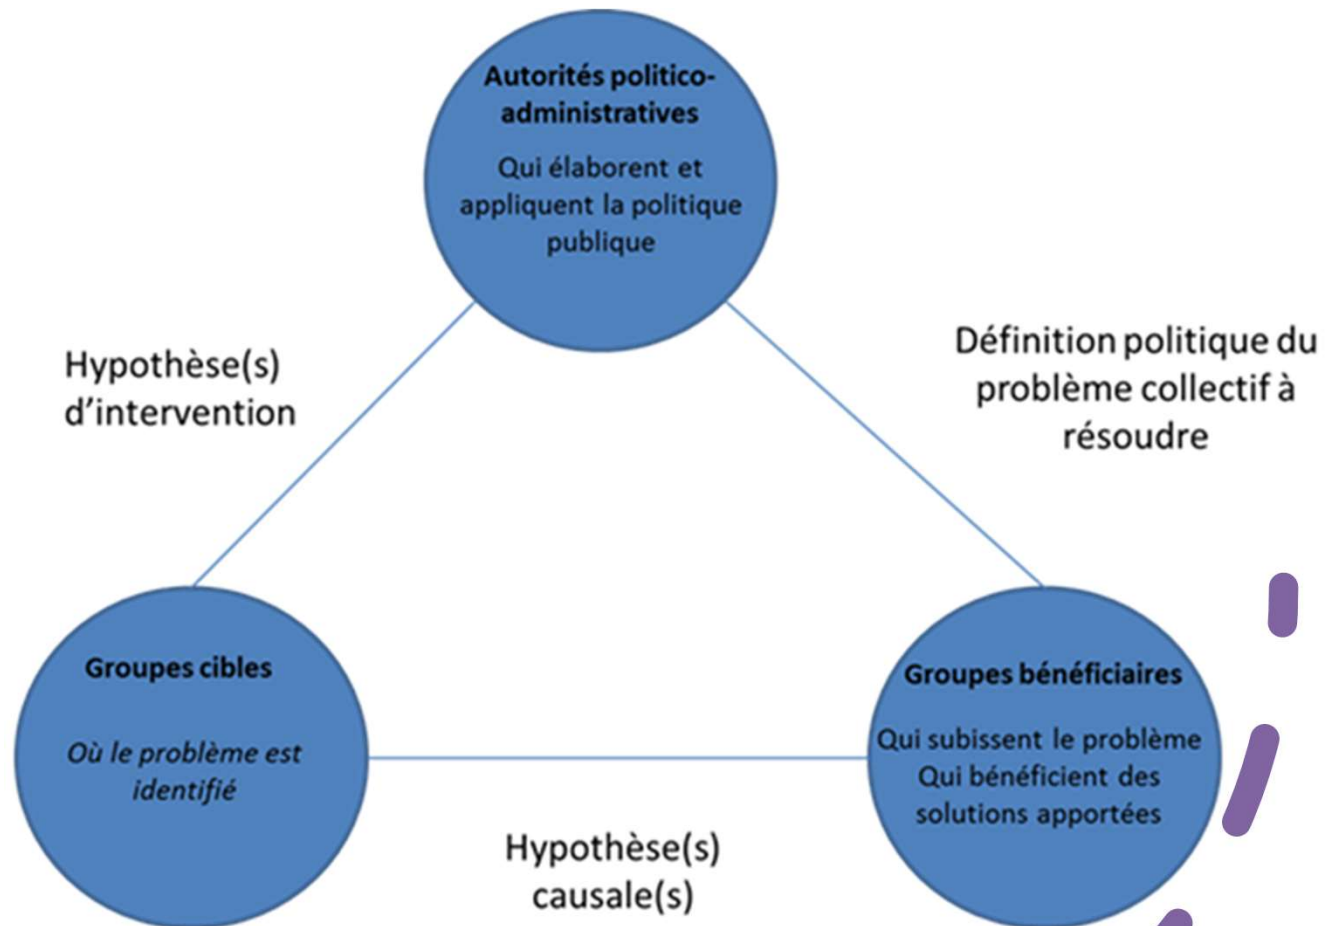 Autorités politico-
administratives
Qui élaborent et
appliquent la politique
publique
Hypothèse(s)
d'intervention
Définition politique du
problème collectif à
résoudre
Groupes cibles
Où le problème est
identifié
Groupes bénéficiaires
Qui subissent le problème
Qui bénéficient des
solutions apportées
Hypothèse(s)
causale(s)